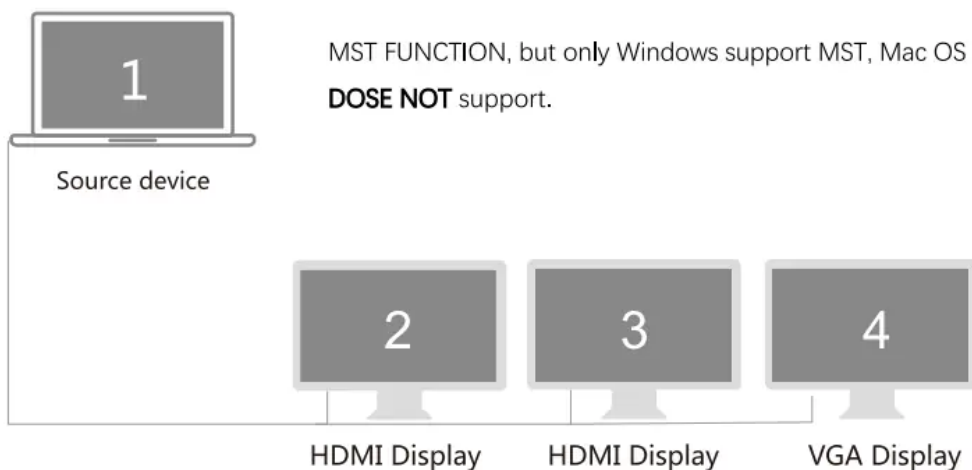 1
MST FUNCTION, but only Windows support MST, Mac OS
DOSE NOT support.
Source device
2
3
4
HDMI Display
HDMI Display
VGA Display